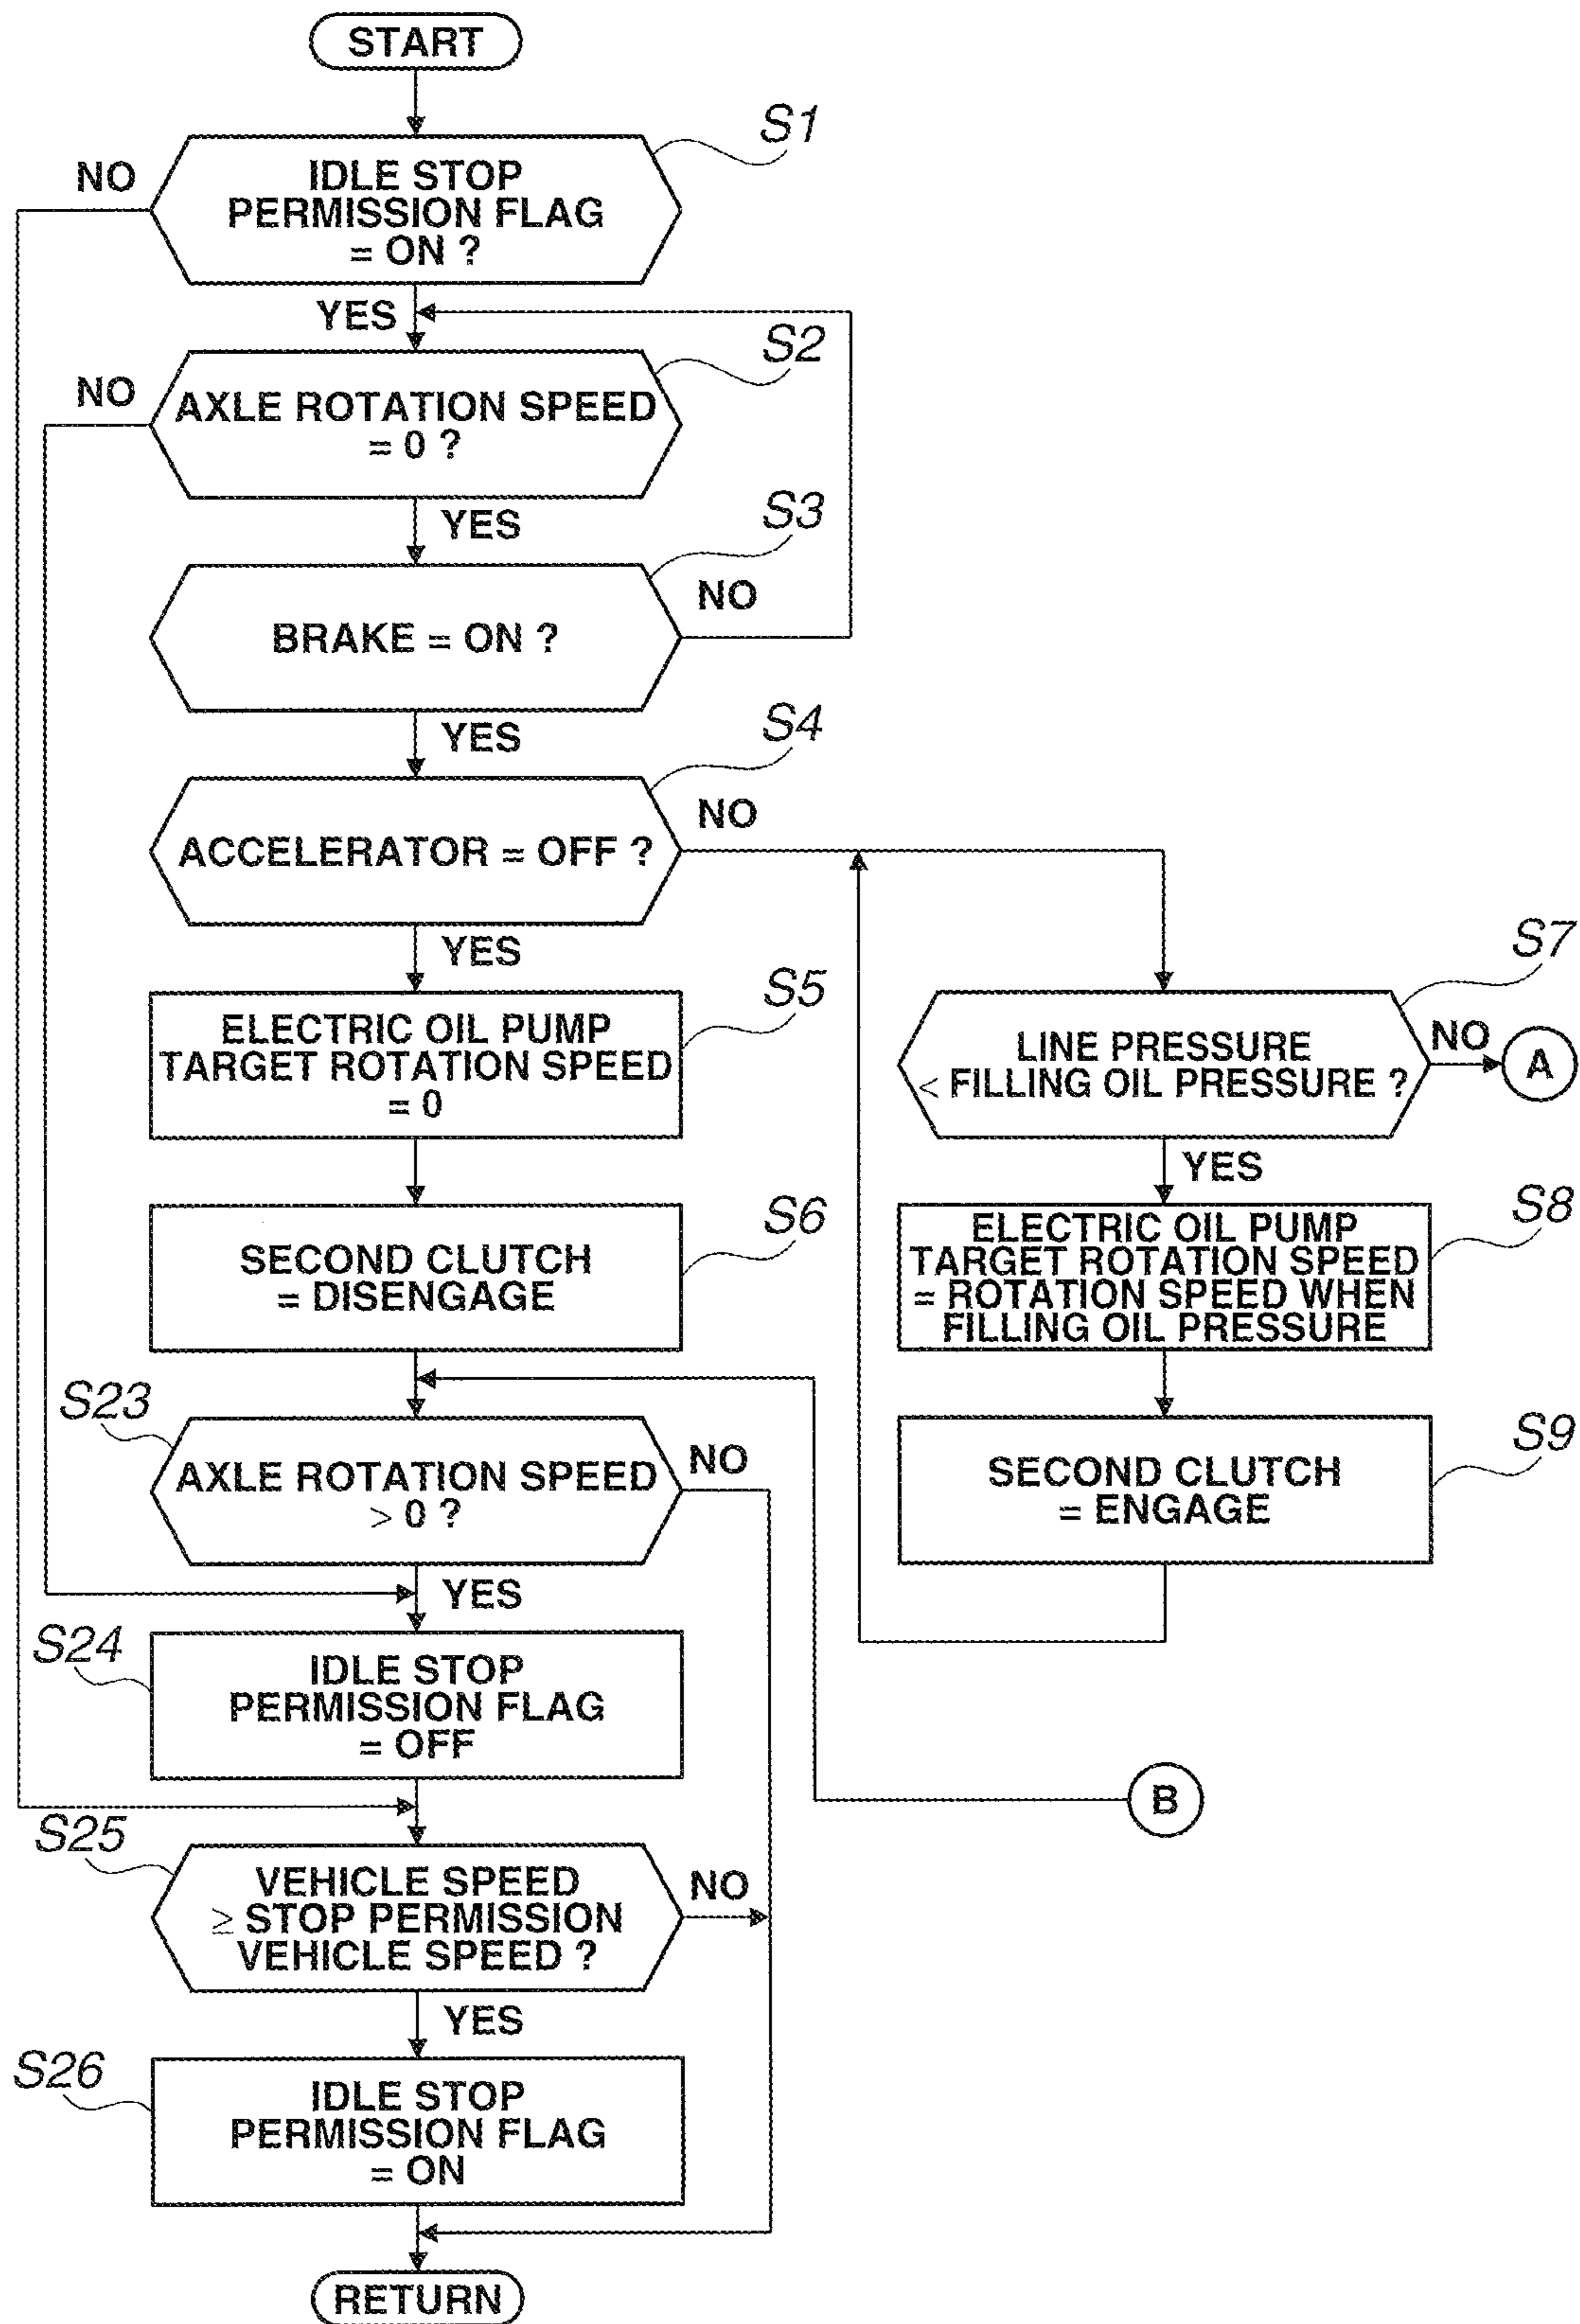 START
S1
NO
IDLE STOP
PERMISSION FLAG
= ON ?
YES
S2
NO
AXLE ROTATION SPEED
= 0 ?
YES
S3
NO
BRAKE = ON ?
YES
S4
NO
ACCELERATOR = OFF ?
YES
S5
ELECTRIC OIL PUMP
TARGET ROTATION SPEED
= 0
S6
SECOND CLUTCH
= DISENGAGE
S7
LINE PRESSURE
< FILLING OIL PRESSURE ?
NO
A
YES
S8
ELECTRIC OIL PUMP
TARGET ROTATION SPEED
= ROTATION SPEED WHEN
FILLING OIL PRESSURE
S9
SECOND CLUTCH
= ENGAGE
S23
AXLE ROTATION SPEED
> 0 ?
NO
YES
S24
IDLE STOP
PERMISSION FLAG
= OFF
B
S25
VEHICLE SPEED
≥ STOP PERMISSION
VEHICLE SPEED ?
NO
YES
S26
IDLE STOP
PERMISSION FLAG
= ON
RETURN